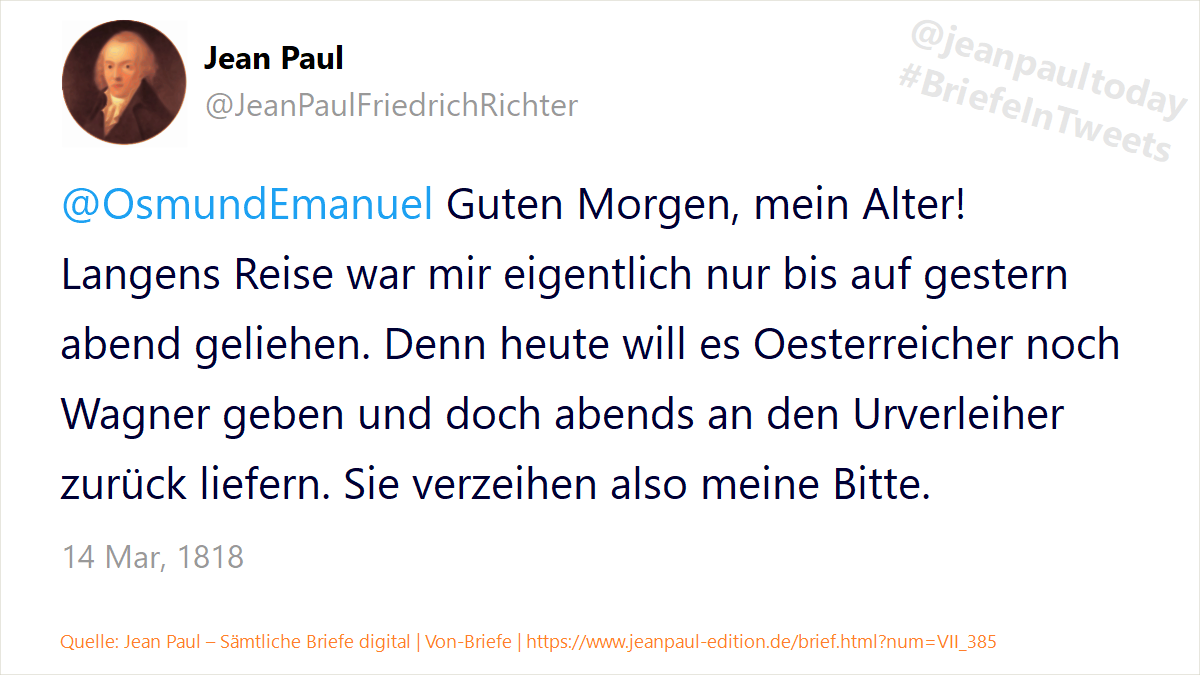 Jean Paul
@JeanPaulFriedrichRichter
@jeanpaultoday
#BriefeInTweets
@OsmundEmanuel Guten Morgen, mein Alter!
Langens Reise war mir eigentlich nur bis auf gestern
abend geliehen. Denn heute will es Oesterreicher noch
Wagner geben und doch abends an den Urverleiher
zurück liefern. Sie verzeihen also meine Bitte.
14 Mar, 1818
Quelle: Jean Paul – Sämtliche Briefe digital | Von-Briefe | https://www.jeanpaul-edition.de/brief.html?num=VII_385